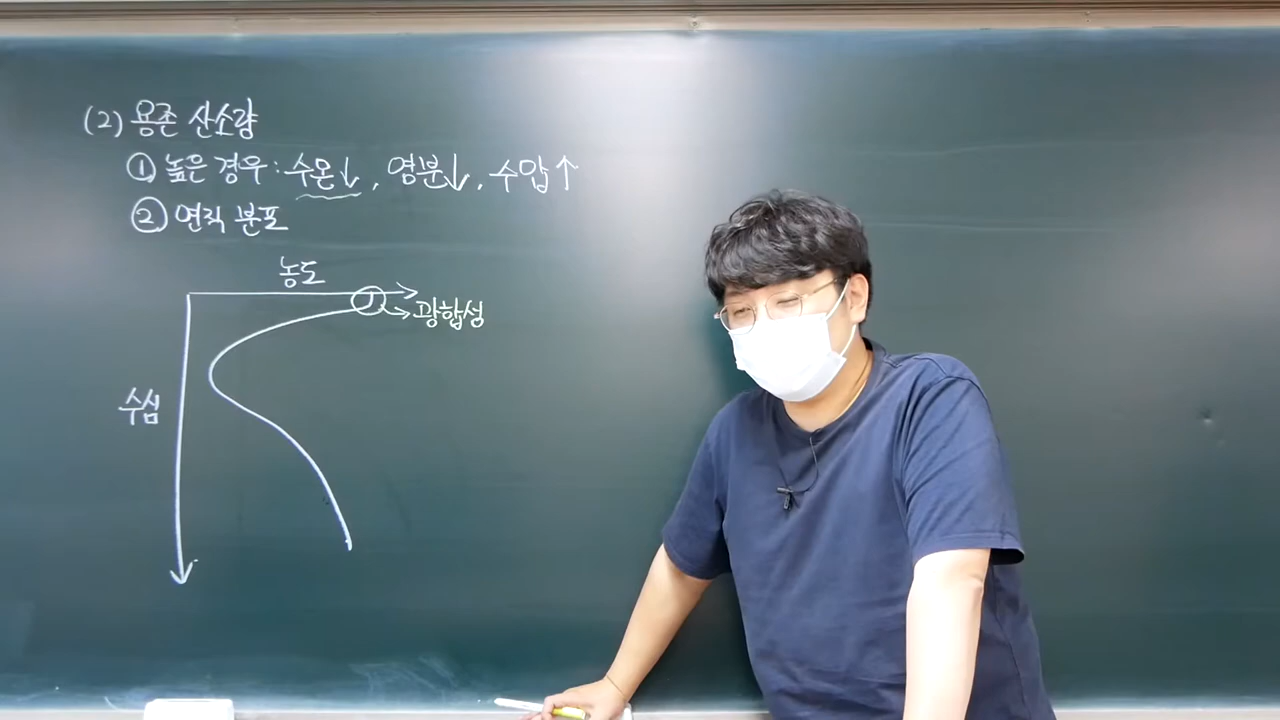 (2) 용존 산소량
① 높은 경우 : 수온↓, 염분↓, 수압↑
② 연직 분포
농도
광합성
수심